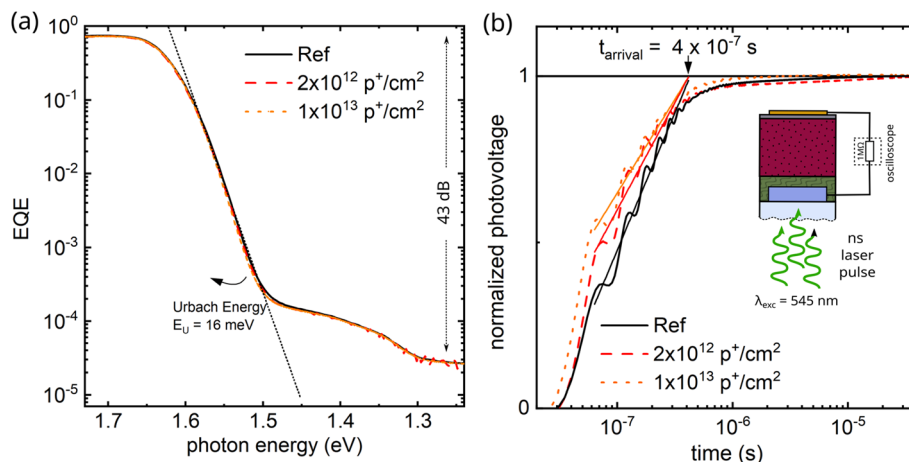 (a)
10⁰
10⁻¹
10⁻²
10⁻³
10⁻⁴
10⁻⁵
EQE
Ref
2x10¹² p⁺/cm²
1x10¹³ p⁺/cm²
43 dB
Urbach Energy
E_U = 16 meV
1.7
1.6
1.5
1.4
1.3
photon energy (eV)
(b)
t_arrival = 4 x 10⁻⁷ s
1
1
normalized photovoltage
1MΩ
oscilloscope
ns
laser
pulse
λ_exc = 545 nm
Ref
2x10¹² p⁺/cm²
1x10¹³ p⁺/cm²
10⁻⁷
10⁻⁶
10⁻⁵
time (s)